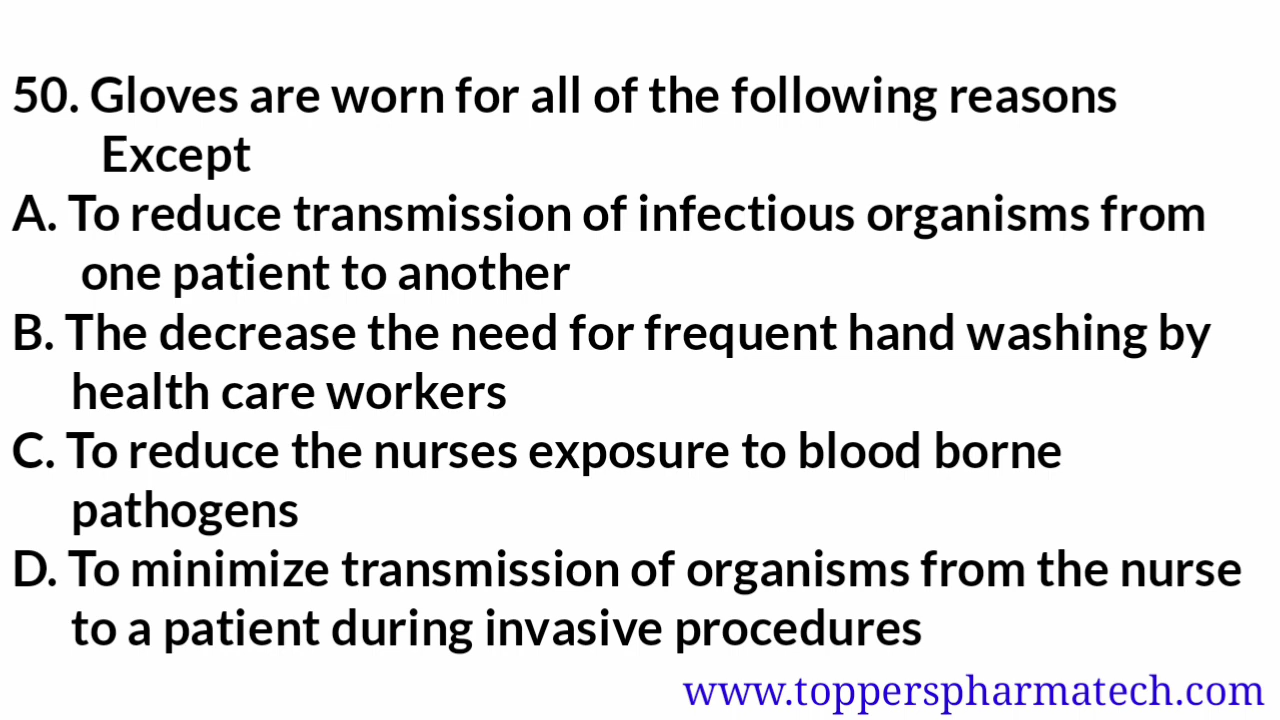 50. Gloves are worn for all of the following reasons
Except
A. To reduce transmission of infectious organisms from
one patient to another
B. The decrease the need for frequent hand washing by
health care workers
C. To reduce the nurses exposure to blood borne
pathogens
D. To minimize transmission of organisms from the nurse
to a patient during invasive procedures
www.topperspharmatech.com